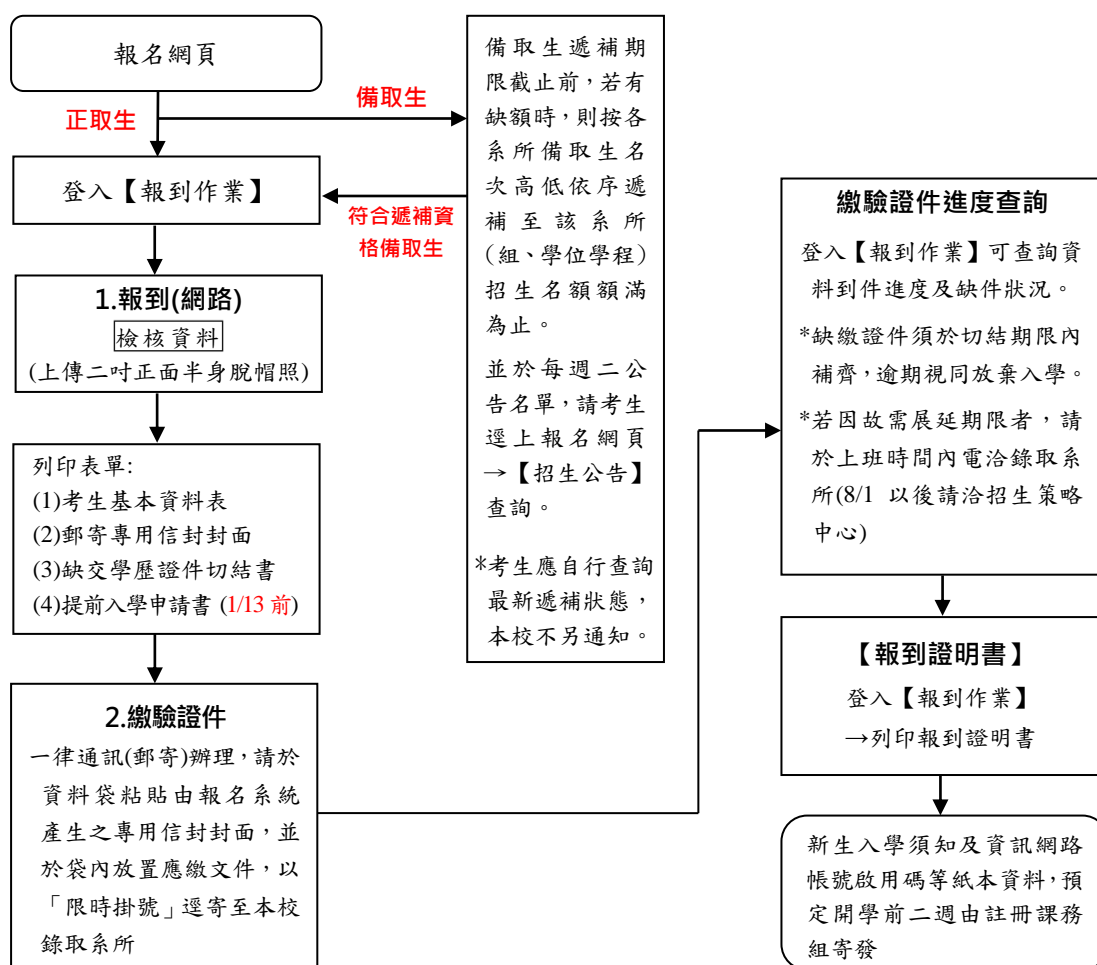 報名網頁
正取生
備取生
登入【報到作業】
符合遞補資
格備取生
1.報到(網路)
檢核資料
(上傳二吋正面半身脫帽照)
列印表單:
(1)考生基本資料表
(2)郵寄專用信封封面
(3)缺交學歷證件切結書
(4)提前入學申請書 (1/13 前)
2.繳驗證件
一律通訊(郵寄)辦理，請於
資料袋粘貼由報名系統
產生之專用信封封面，並
於袋內放置應繳文件，以
「限時掛號」逕寄至本校
錄取系所
備取生遞補期
限截止前，若有
缺額時，則按各
系所備取生名
次高低依序遞
補至該系所
(組、學位學程)
招生名額額滿
為止。
並於每週二公
告名單，請考生
逕上報名網頁
→【招生公告】
查詢。
*考生應自行查詢
最新遞補狀態，
本校不另通知。
繳驗證件進度查詢
登入【報到作業】可查詢資
料到件進度及缺件狀況。
*缺繳證件須於切結期限內
補齊，逾期視同放棄入學。
*若因故需展延期限者，請
於上班時間內電洽錄取系
所(8/1 以後請洽招生策略
中心)
【報到證明書】
登入【報到作業】
→列印報到證明書
新生入學須知及資訊網路
帳號啟用碼等紙本資料，預
定開學前二週由註冊課務
組寄發